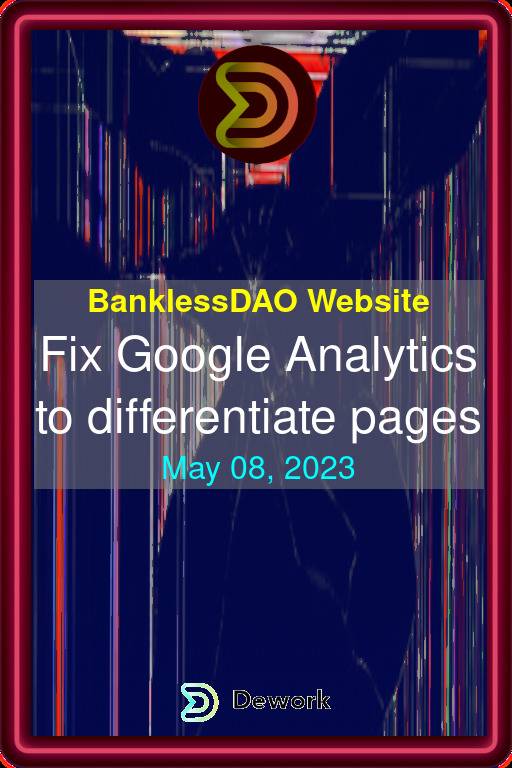 BanklessDAO Website
Fix Google Analytics
to differentiate pages
May 08, 2023
Dework